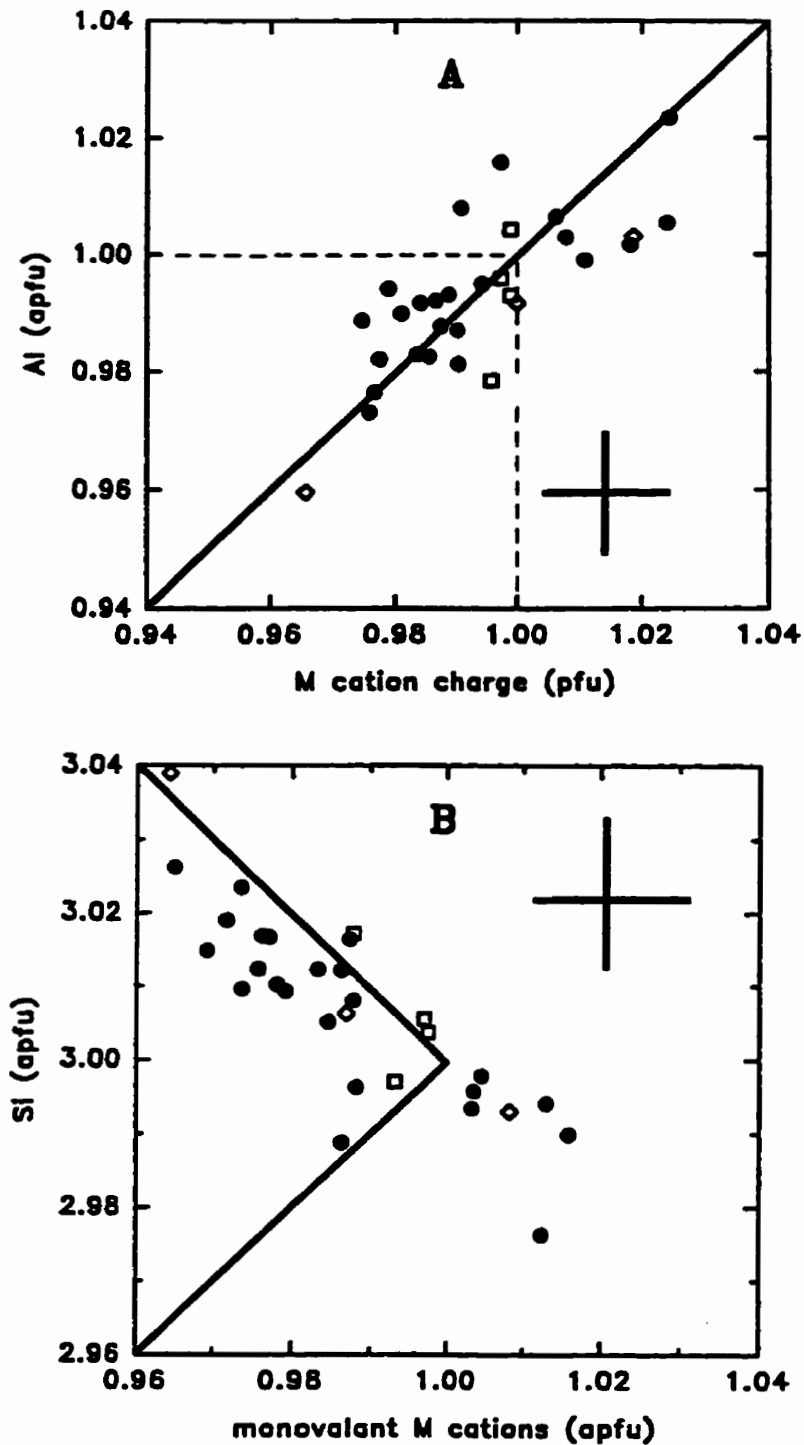 1.04
A
1.02
1.00
Al (apfu)
0.98
0.96
0.94
0.94 0.96 0.98 1.00 1.02 1.04
M cation charge (pfu)
3.04
B
3.02
3.00
Si (apfu)
2.98
2.96
0.96 0.98 1.00 1.02 1.04
monovalant M cations (apfu)